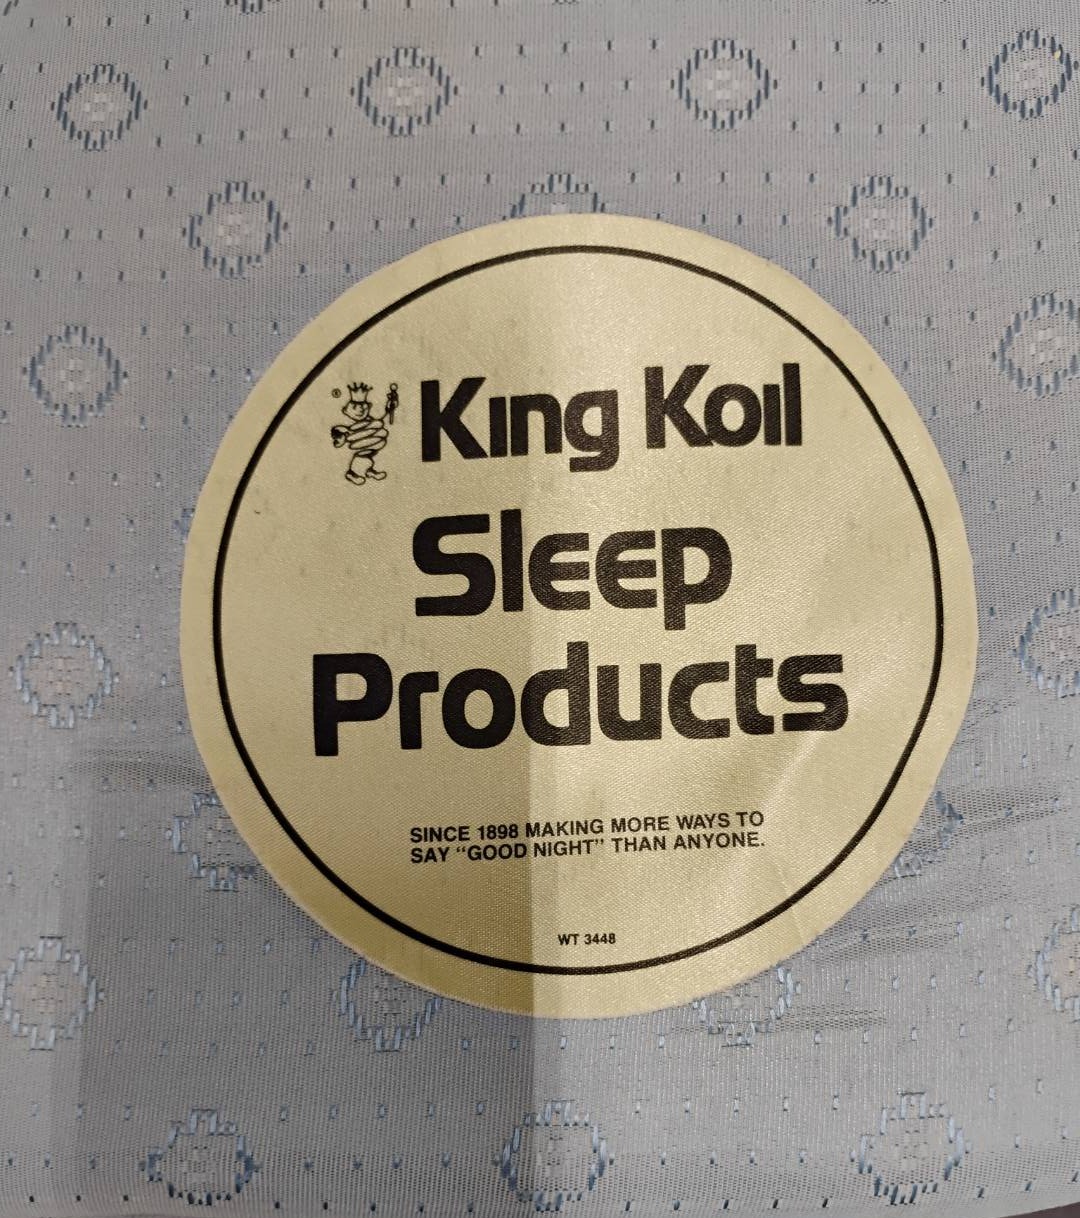 ®
King Koil
Sleep
Products
SINCE 1898 MAKING MORE WAYS TO
SAY “GOOD NIGHT” THAN ANYONE.
WT 3448